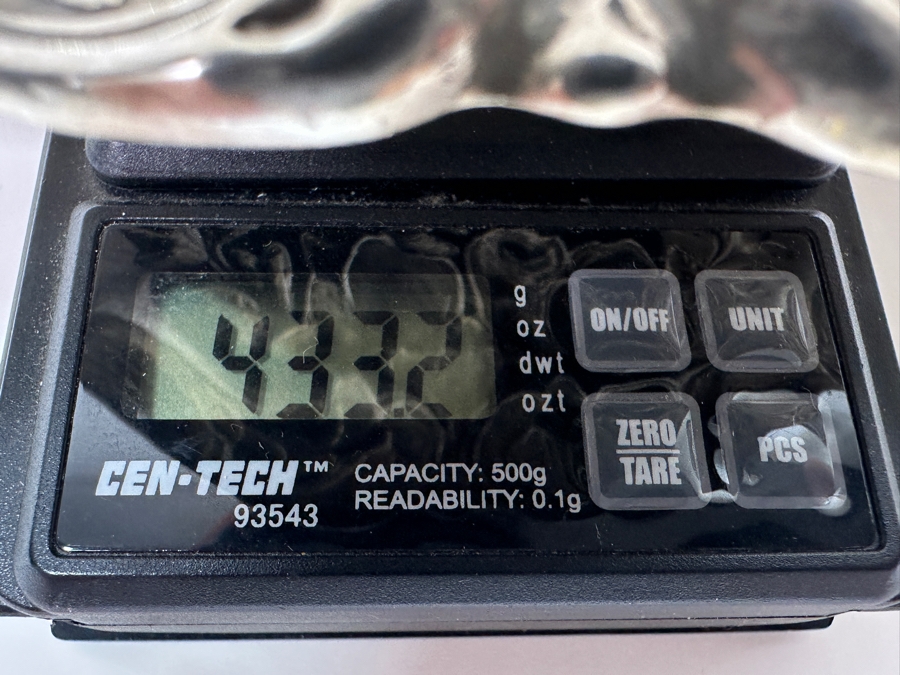 433.2
g
oz
dwt
ozt
ON/OFF
UNIT
ZERO
TARE
PCS
CEN-TECH™
93543
CAPACITY: 500g
READABILITY: 0.1g